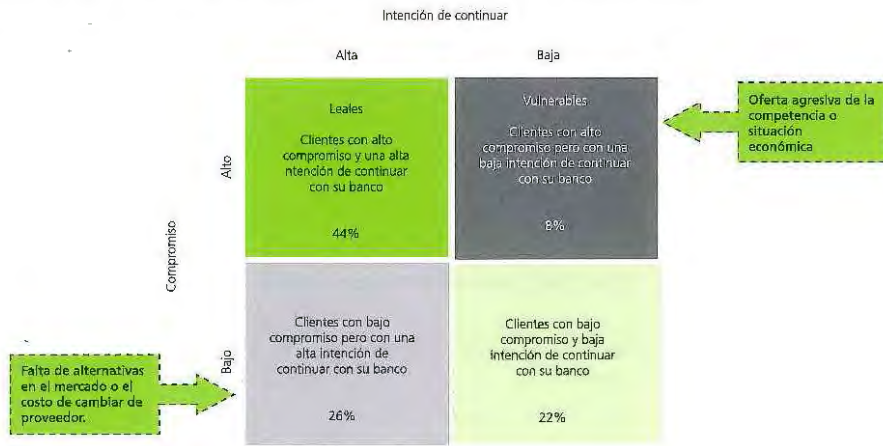 Intención de continuar
Alta
Baja
Compromiso
Alto
Bajo
Leales
Clientes con alto
compromiso y una alta
ntención de continuar
con su banco
44%
Vulnerables
Clientes con alto
compromiso pero con una
baja intención de continuar
con su banco
8%
Oferta agresiva de la
competencia o
situación
económica
Clientes con bajo
compromiso pero con una
alta intención de
continuar con su banco
26%
Clientes con bajo
compromiso y baja
intención de continuar
con su banco
22%
Falta de alternativas
en el mercado o el
costo de cambiar de
proveedor.